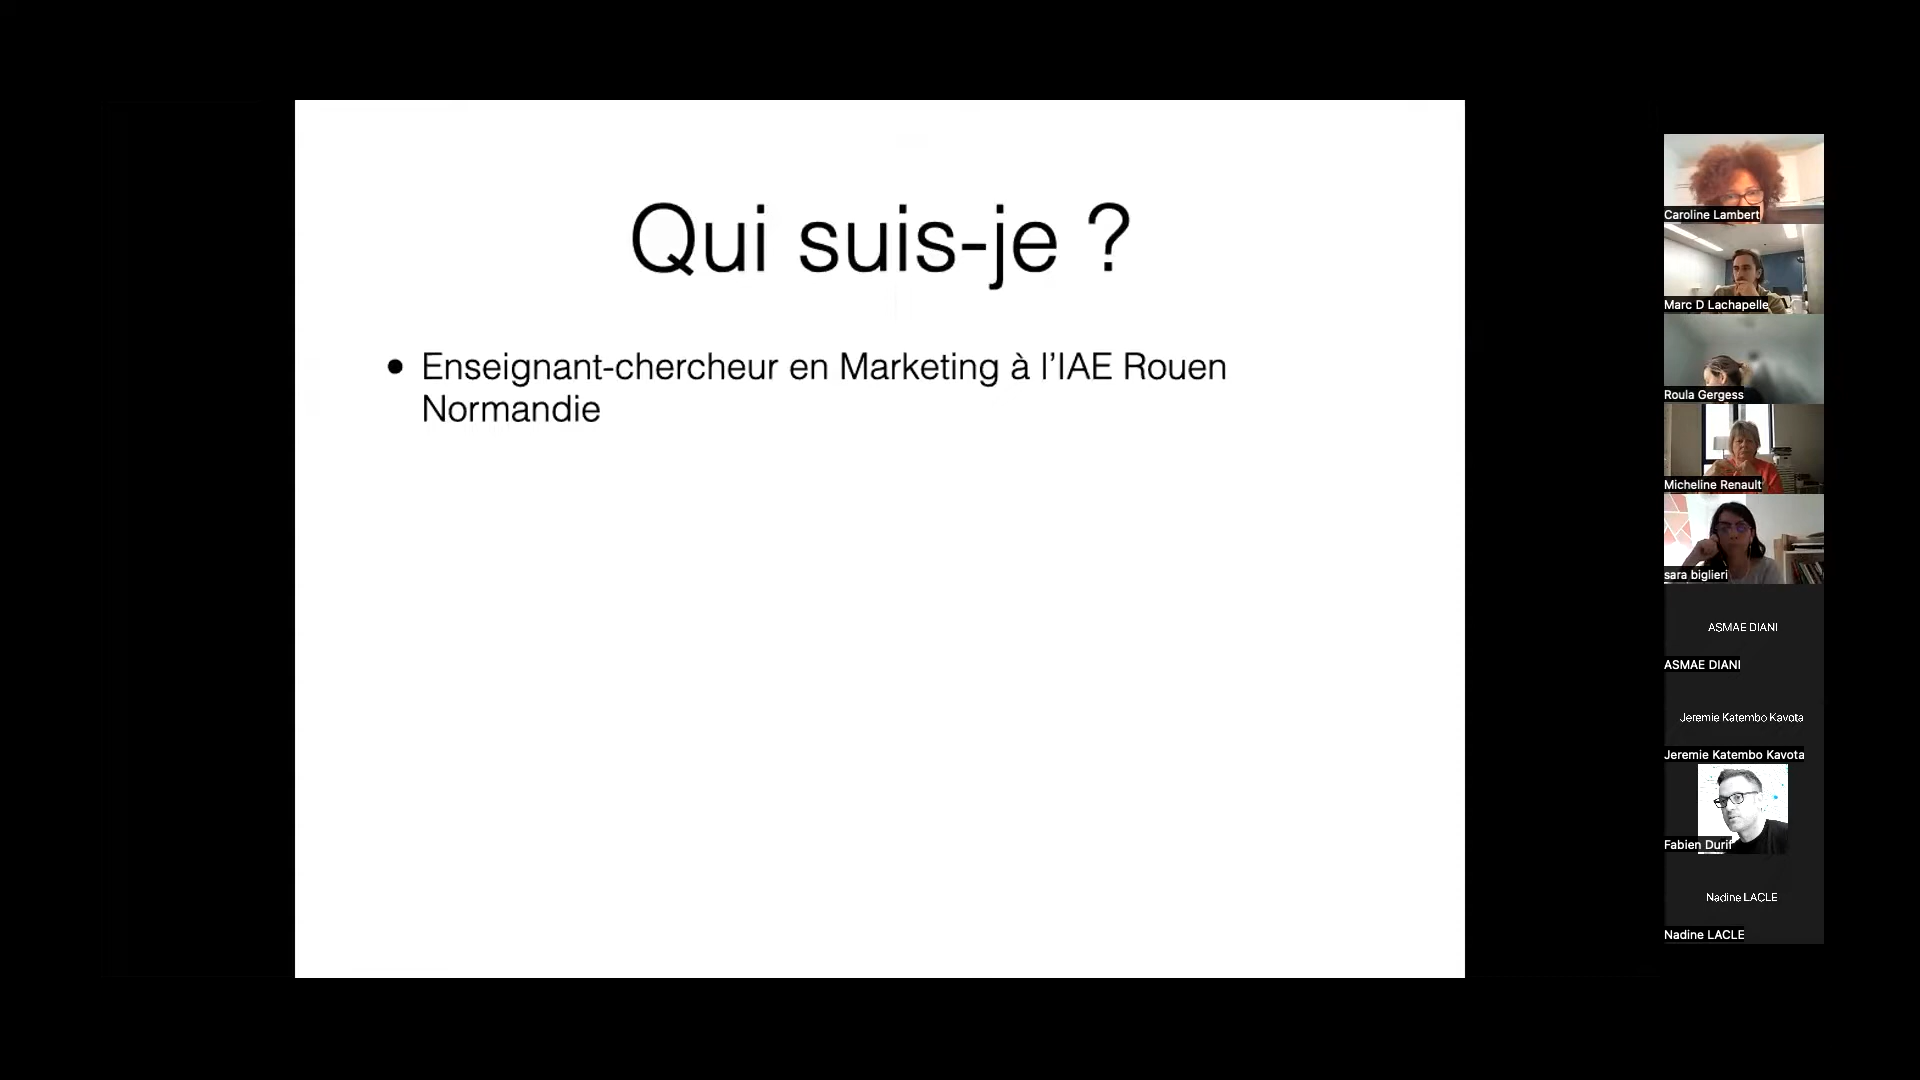 Qui suis-je ?
• Enseignant-chercheur en Marketing à l’IAE Rouen
Normandie
Caroline Lambert
Marc D Lachapelle
Roula Gergess
Micheline Renault
sara biglieri
ASMAE DIANI
ASMAE DIANI
Jeremie Katembo Kavota
Jeremie Katembo Kavota
Fabien Durif
Nadine LACLE
Nadine LACLE